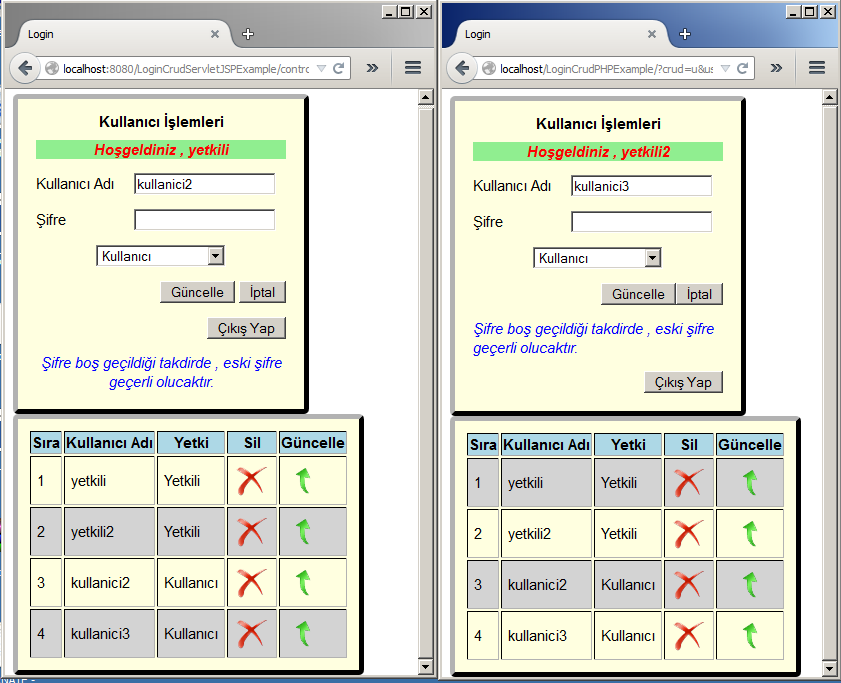 Login
localhost:8080/LoginCrudServletJSPExample/contro
Kullanıcı İşlemleri
Hoşgeldiniz , yetkili
Kullanıcı Adı kullanici2
Şifre
Kullanıcı
Güncelle İptal
Çıkış Yap
Şifre boş geçildiği takdirde , eski şifre
geçerli olucaktır.
Sıra Kullanıcı Adı Yetki Sil Güncelle
1 yetkili Yetkili
2 yetkili2 Yetkili
3 kullanici2 Kullanıcı
4 kullanici3 Kullanıcı
Login
localhost/LoginCrudPHPExample/?crud=u&us
Kullanıcı İşlemleri
Hoşgeldiniz , yetkili2
Kullanıcı Adı kullanici3
Şifre
Kullanıcı
Güncelle İptal
Şifre boş geçildiği takdirde , eski şifre
geçerli olucaktır.
Çıkış Yap
Sıra Kullanıcı Adı Yetki Sil Güncelle
1 yetkili Yetkili
2 yetkili2 Yetkili
3 kullanici2 Kullanıcı
4 kullanici3 Kullanıcı